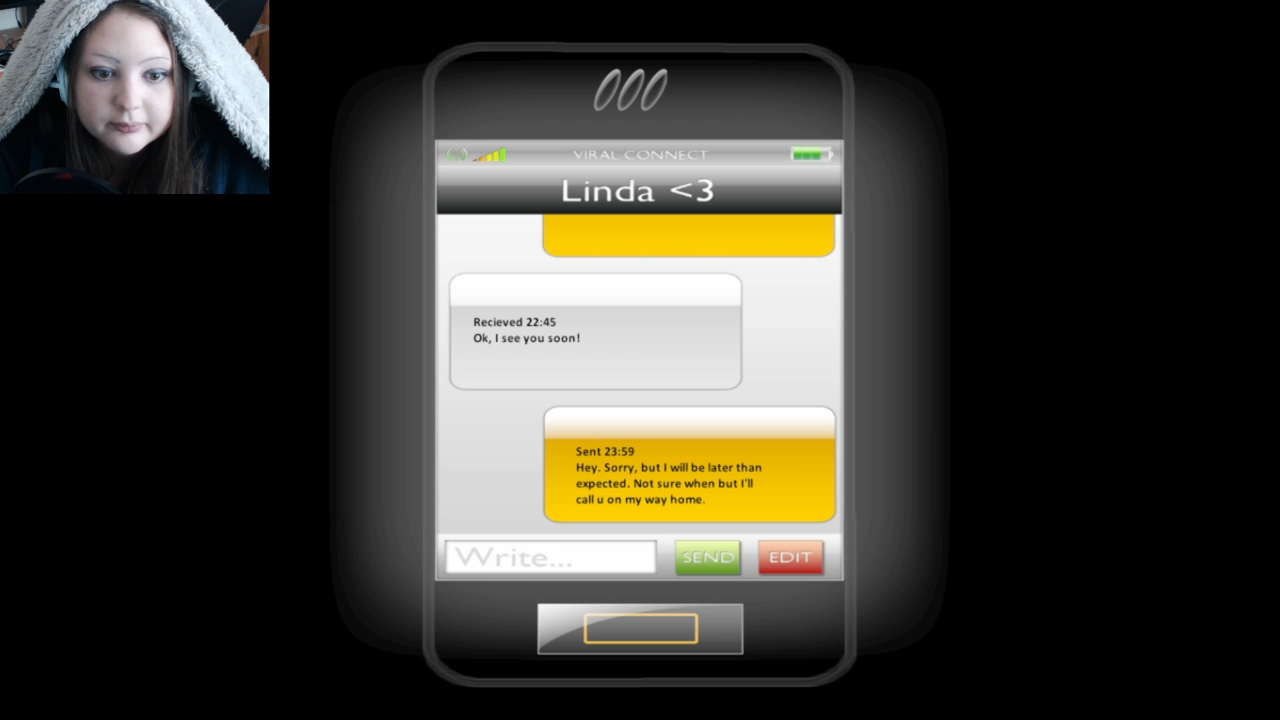 VIRAL CONNECT
Linda <3
Recieved 22:45
Ok, I see you soon!
Sent 23:59
Hey. Sorry, but I will be later than
expected. Not sure when but I'll
call u on my way home.
Write...
SEND
EDIT